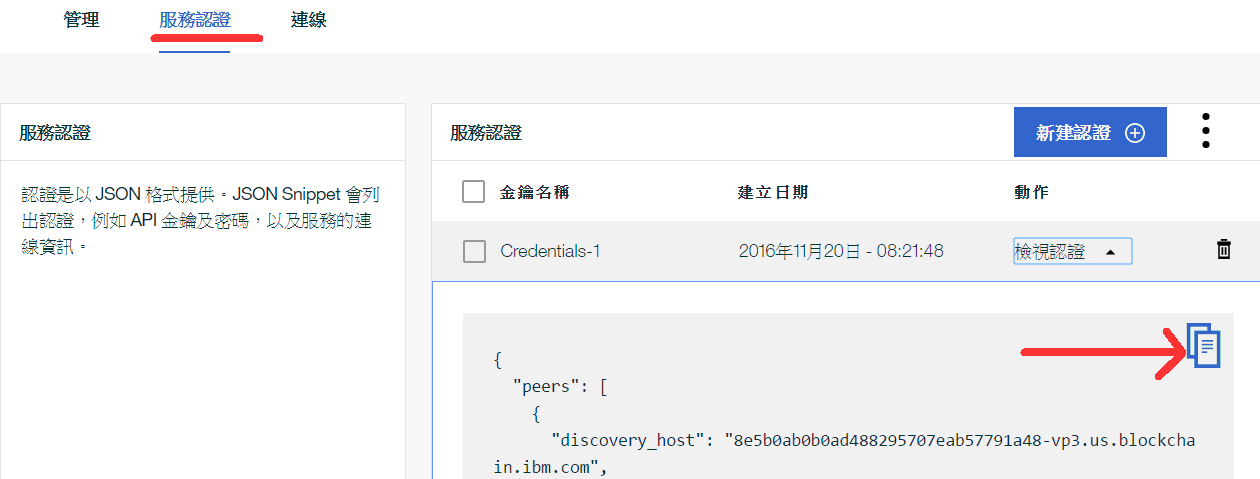 管理 服務認證 連線
服務認證
認證是以 JSON 格式提供。JSON Snippet 會列
出認證，例如 API 金鑰及密碼，以及服務的連
線資訊。
服務認證 新建認證
金鑰名稱 建立日期 動作
Credentials-1 2016年11月20日 - 08:21:48 檢視認證
{
"peers": [
{
"discovery_host": "8e5b0ab0b0ad488295707eab57791a48-vp3.us.blockcha
in.ibm.com",